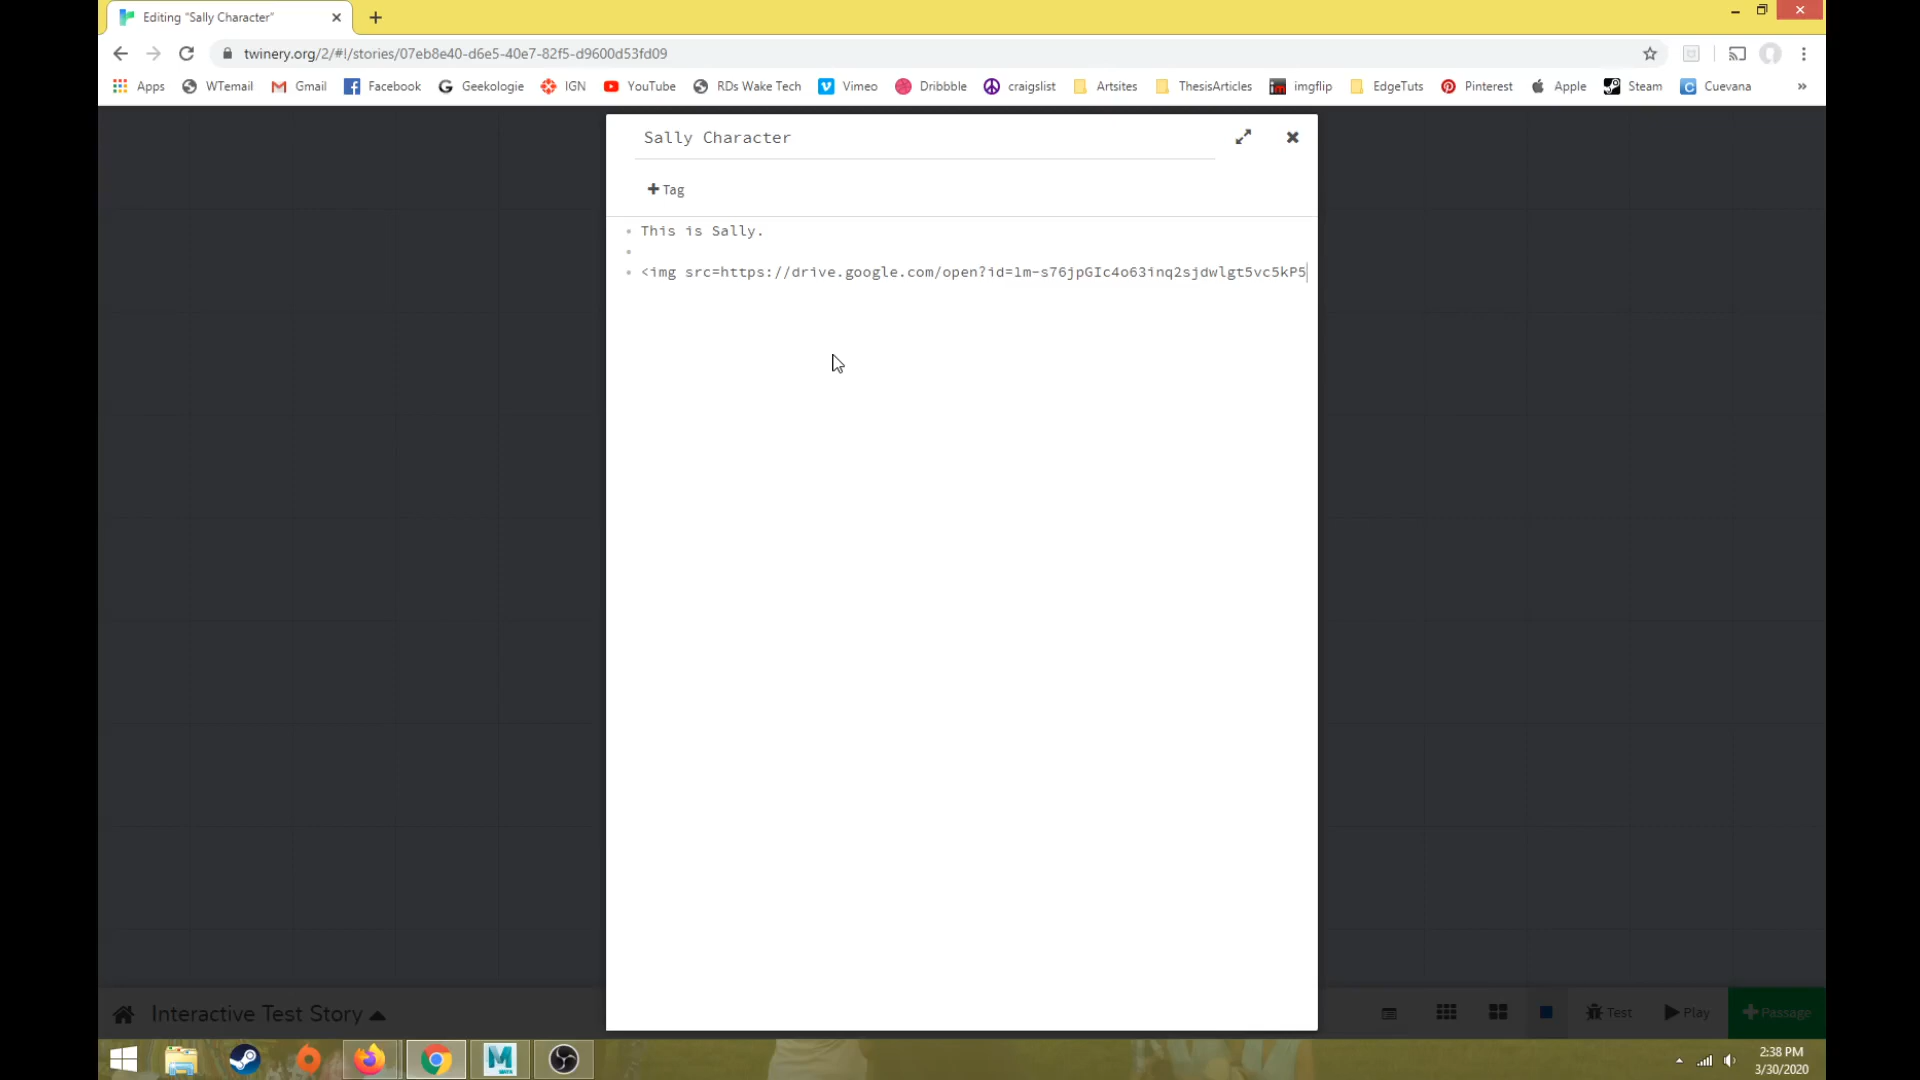 Editing "Sally Character"
twinery.org/2/#!/stories/07eb8e40-d6e5-40e7-82f5-d9600d53fd09
Apps WTemail Gmail Facebook Geekologie IGN YouTube RDs Wake Tech Vimeo Dribbble craigslist Artsites ThesisArticles imgflip EdgeTuts Pinterest Apple Steam Cuevana »
Sally Character
+ Tag
This is Sally.
<img src=https://drive.google.com/open?id=1m-s76jpGIc4o63inq2sjdwlgt5vc5kP5
Interactive Test Story
Test Play + Passage
2:38 PM
3/30/2020